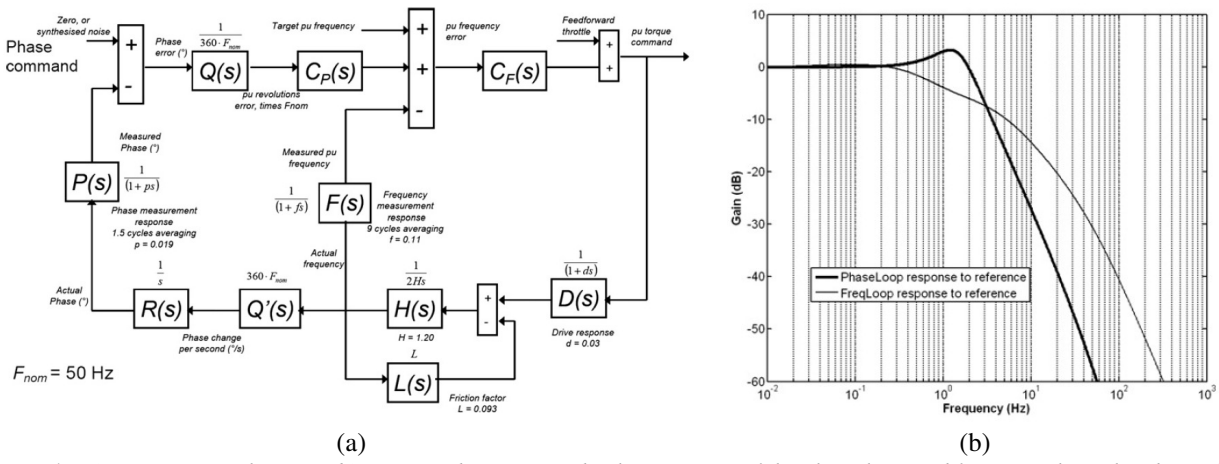 Zero, or
synthesised noise
Phase
command
Phase
error (°)
1
360· Fnom
Q(s)
pu revolutions
error, times Fnom
CP(s)
Target pu frequency
pu frequency
error
CF(s)
Feedforward
throttle
pu torque
command
+
-
+
+
-
+
+
Measured
Phase (°)
P(s)
1
(1+ ps)
Phase measurement
response
1.5 cycles averaging
p = 0.019
Measured pu
frequency
1
(1+ fs)
F(s)
Frequency
measurement
response
9 cycles averaging
f = 0.11
Actual
frequency
Actual
Phase (°)
1
s
R(s)
Phase change
per second (°/s)
360 · Fnom
Q'(s)
1
2Hs
H(s)
H = 1.20
+
-
1
(1+ds)
D(s)
Drive response
d = 0.03
L
L(s)
Friction factor
L = 0.093
Fnom = 50 Hz
(a)
Gain (dB)
10
0
-10
-20
-30
-40
-50
-60
PhaseLoop response to reference
FreqLoop response to reference
10-2 10-1 100 101 102 103
Frequency (Hz)
(b)